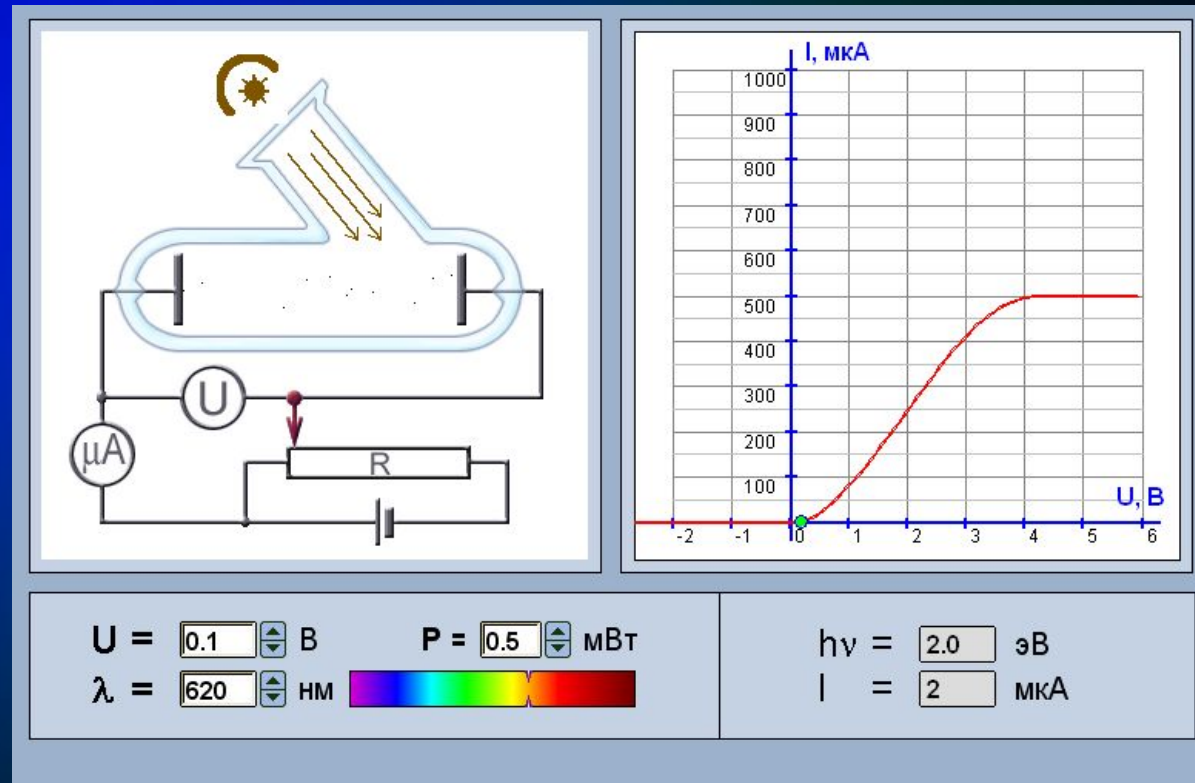 U
μA
R
I, мкА
1000
900
800
700
600
500
400
300
200
100
U, В
-2 -1 0 1 2 3 4 5 6
U = 0.1 В P = 0.5 мВт
λ = 620 нм
hν = 2.0 эВ
I = 2 мкА